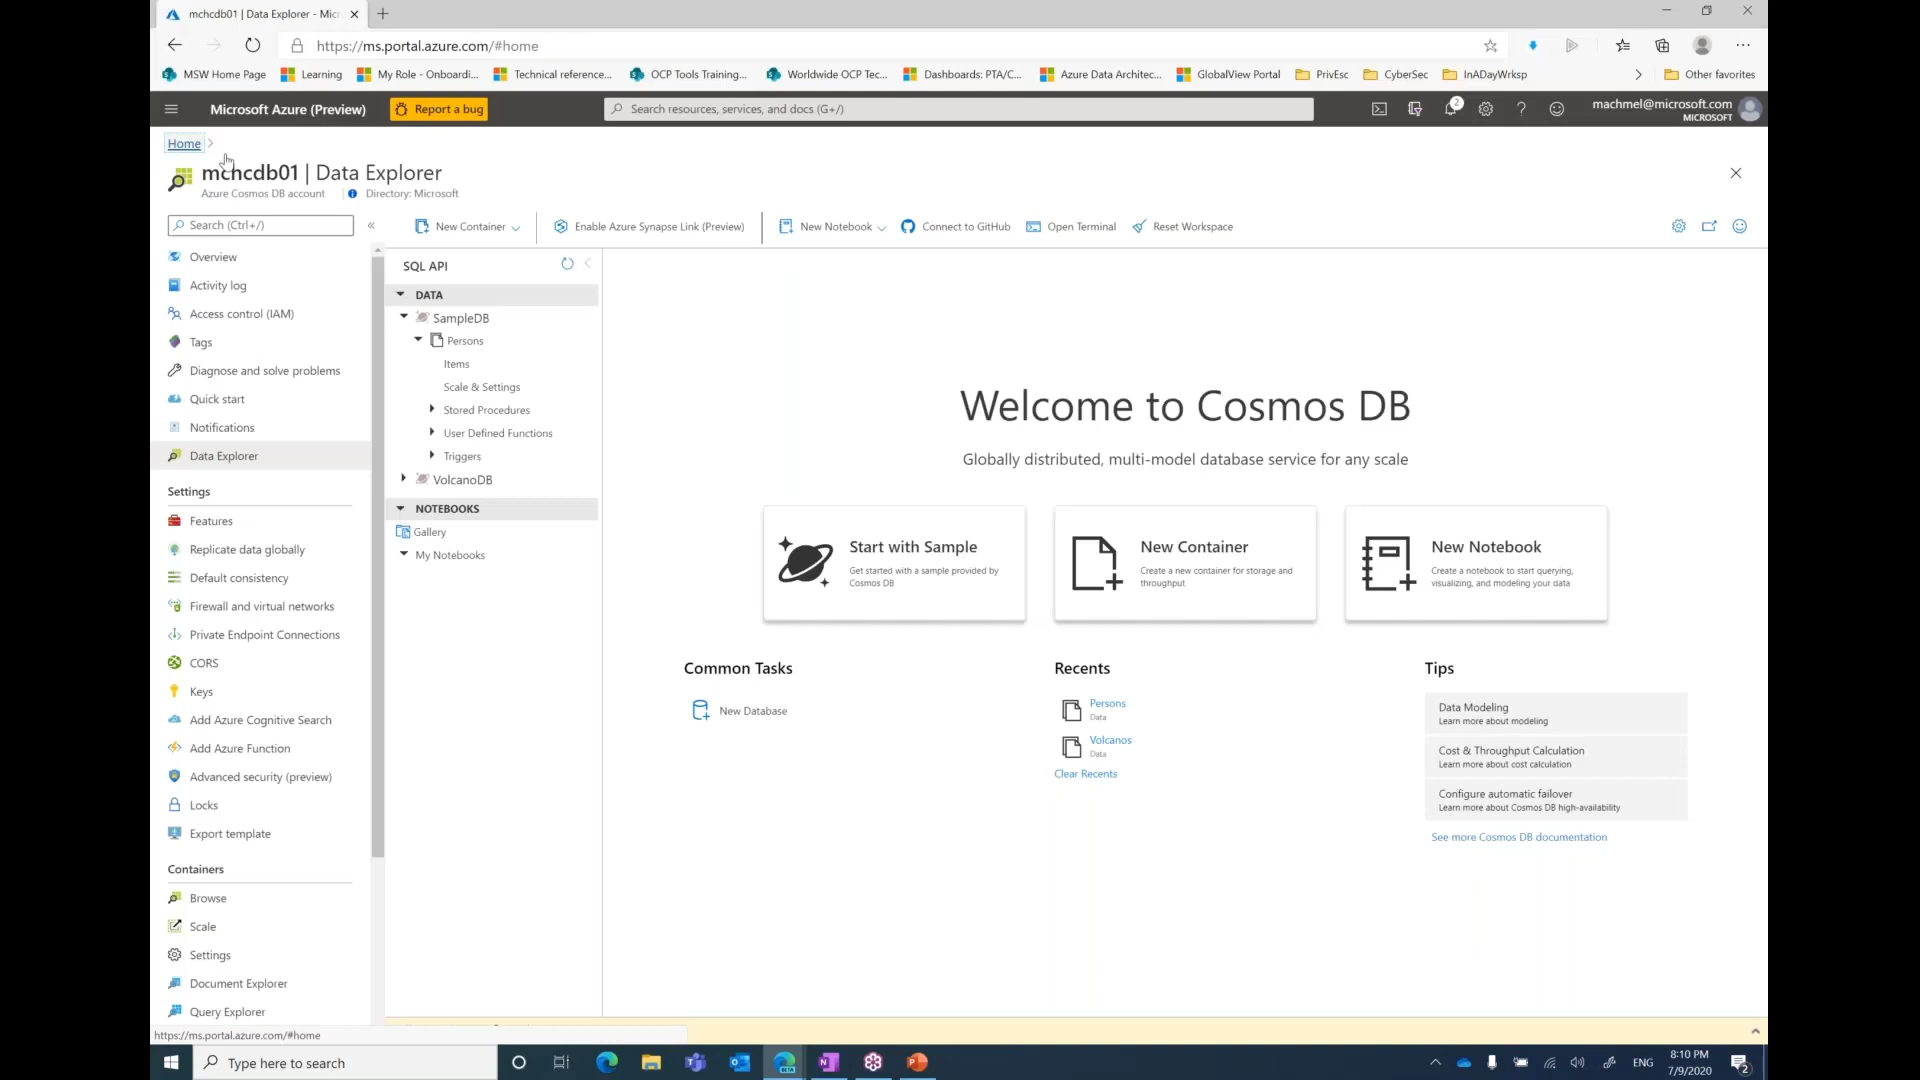 mchcdb01 | Data Explorer - Micr
https://ms.portal.azure.com/#home
MSW Home Page
Learning
My Role - Onboardi...
Technical reference...
OCP Tools Training...
Worldwide OCP Tec...
Dashboards: PTA/C...
Azure Data Architec...
GlobalView Portal
PrivEsc
CyberSec
InADayWrksp
Other favorites
Microsoft Azure (Preview)
Report a bug
Search resources, services, and docs (G+/)
2
machmel@microsoft.com
MICROSOFT
Home
mchcdb01 | Data Explorer
Azure Cosmos DB account
Directory: Microsoft
Search (Ctrl+/)
Overview
Activity log
Access control (IAM)
Tags
Diagnose and solve problems
Quick start
Notifications
Data Explorer
Settings
Features
Replicate data globally
Default consistency
Firewall and virtual networks
Private Endpoint Connections
CORS
Keys
Add Azure Cognitive Search
Add Azure Function
Advanced security (preview)
Locks
Export template
Containers
Browse
Scale
Settings
Document Explorer
Query Explorer
New Container
Enable Azure Synapse Link (Preview)
New Notebook
Connect to GitHub
Open Terminal
Reset Workspace
SQL API
DATA
SampleDB
Persons
Items
Scale & Settings
Stored Procedures
User Defined Functions
Triggers
VolcanoDB
NOTEBOOKS
Gallery
My Notebooks
Welcome to Cosmos DB
Globally distributed, multi-model database service for any scale
Start with Sample
Get started with a sample provided by
Cosmos DB
New Container
Create a new container for storage and
throughput
New Notebook
Create a notebook to start querying,
visualizing, and modeling your data
Common Tasks
New Database
Recents
Persons
Data
Volcanos
Data
Clear Recents
Tips
Data Modeling
Learn more about modeling
Cost & Throughput Calculation
Learn more about cost calculation
Configure automatic failover
Learn more about Cosmos DB high-availability
See more Cosmos DB documentation
https://ms.portal.azure.com/#home
Type here to search
BETA
ENG
8:10 PM
7/9/2020
2